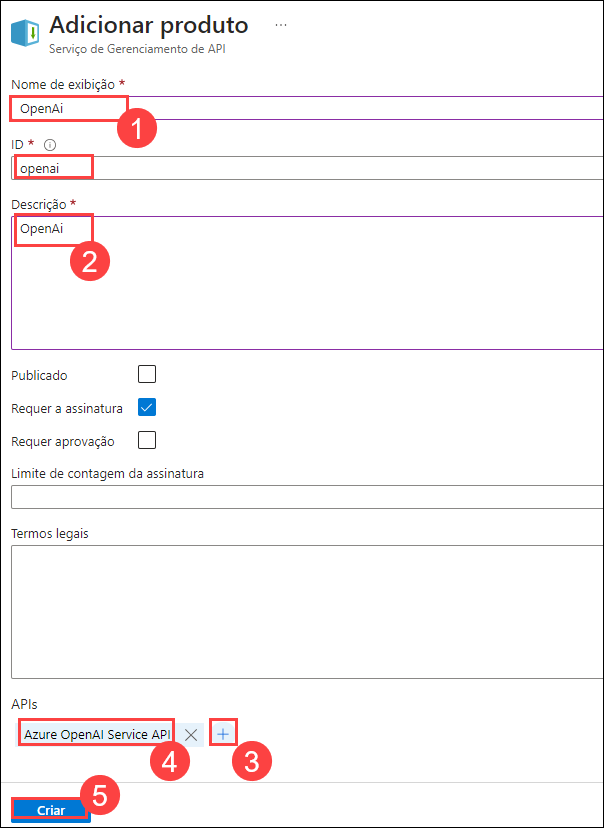 Adicionar produto ...
Serviço de Gerenciamento de API
Nome de exibição *
OpenAi
1
ID *
openai
Descrição *
OpenAi
2
Publicado
Requer a assinatura
Requer aprovação
Limite de contagem da assinatura
Termos legais
APIs
Azure OpenAI Service API
4
3
Criar
5